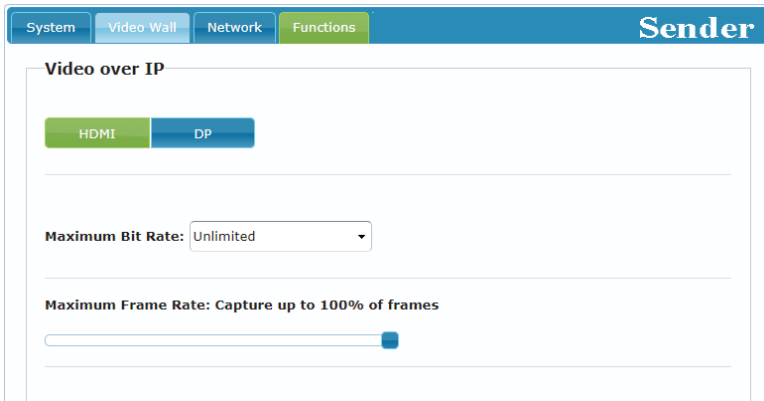 System Video Wall Network Functions Sender
Video over IP
HDMI DP
Maximum Bit Rate: Unlimited
Maximum Frame Rate: Capture up to 100% of frames